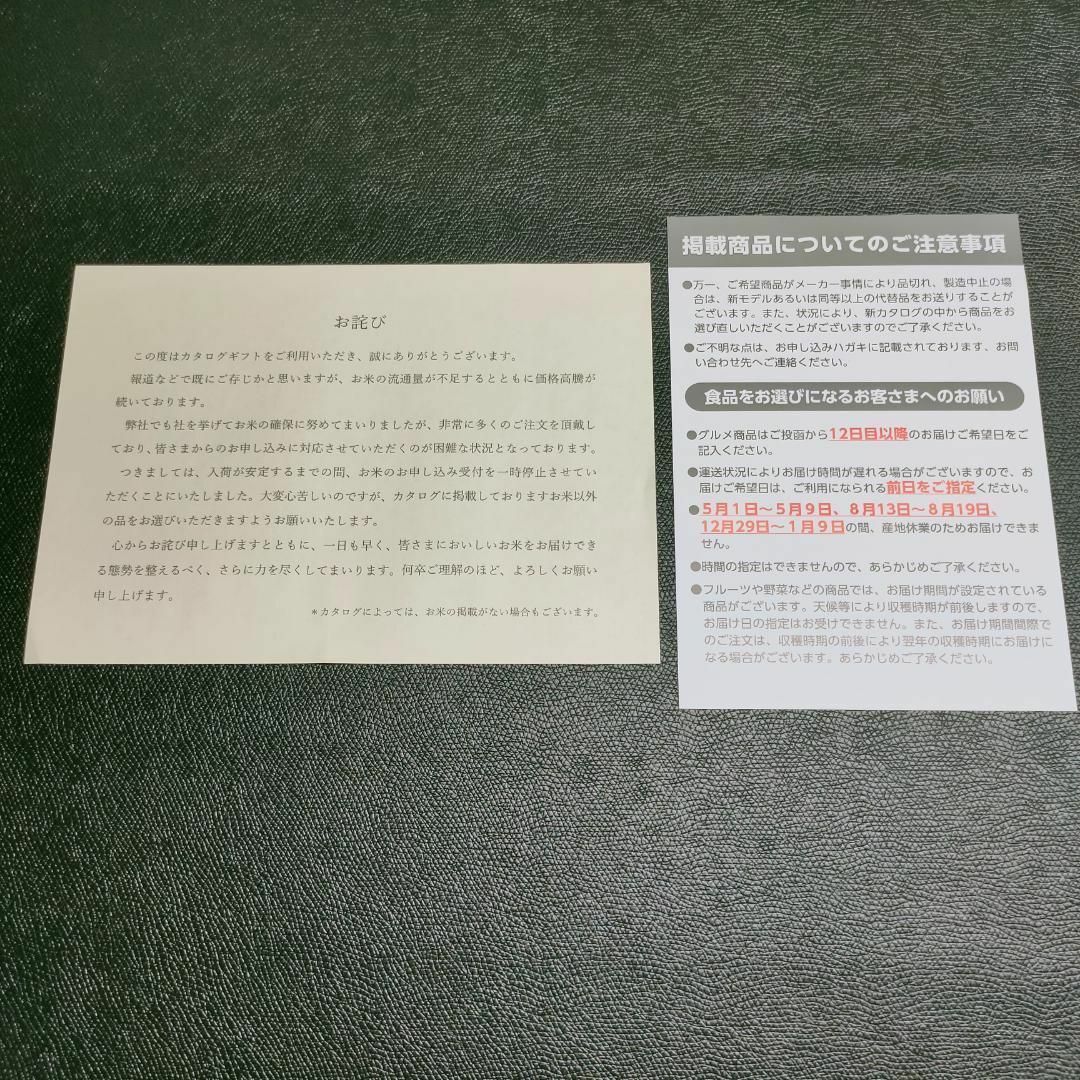 お詫び
この度はカタログギフトをご利用いただき、誠にありがとうございます。
報道などで既にご存じかと思いますが、お米の流通量が不足するとともに価格高騰が
続いております。
弊社でも社を挙げてお米の確保に努めてまいりましたが、非常に多くのご注文を頂戴し
ており、皆さまからのお申し込みに対応させていただくのが困難な状況となっております。
つきましては、入荷が安定するまでの間、お米のお申し込み受付を一時停止させてい
ただくことにいたしました。大変心苦しいのですが、カタログに掲載しておりますお米以外
の品をお選びいただきますようお願いいたします。
心からお詫び申し上げますとともに、一日も早く、皆さまにおいしいお米をお届けでき
る態勢を整えるべく、さらに力を尽くしてまいります。何卒ご理解のほど、よろしくお願い
申し上げます。
＊カタログによっては、お米の掲載がない場合もございます。
掲載商品についてのご注意事項
●万一、ご希望商品がメーカー事情により品切れ、製造中止の場
合は、新モデルあるいは同等以上の代替品をお送りすることが
ございます。また、状況により、新カタログの中から商品をお
選び直しいただくことがございますのでご了承ください。
●ご不明な点は、お申し込みハガキに記載されております、お問
い合わせ先へご連絡ください。
食品をお選びになるお客さまへのお願い
●グルメ商品はご投函から12日目以降のお届けご希望日をご
記入ください。
●運送状況によりお届け時間が遅れる場合がございますので、お
届けご希望日は、ご利用になられる前日をご指定ください。
●５月１日～５月９日、８月13日～８月19日、
12月29日～１月９日の間、産地休業のためお届けできま
せん。
●時間の指定はできませんので、あらかじめご了承ください。
●フルーツや野菜などの商品では、お届け期間が設定されている
商品がございます。天候等により収穫時期が前後しますので、
お届け日の指定はお受けできません。また、お届け期間間際で
のご注文は、収穫時期の前後により翌年の収穫時期にお届けに
なる場合がございます。あらかじめご了承ください。